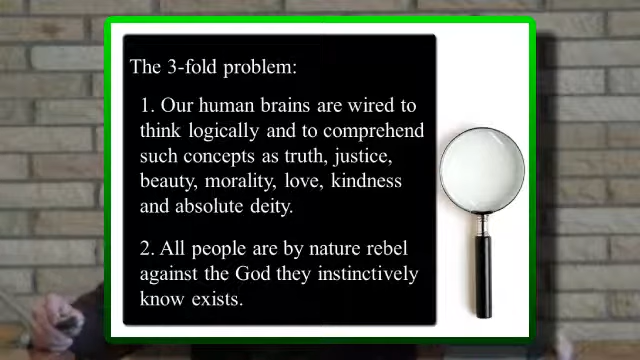 The 3-fold problem:
1. Our human brains are wired to
think logically and to comprehend
such concepts as truth, justice,
beauty, morality, love, kindness
and absolute deity.
2. All people are by nature rebel
against the God they instinctively
know exists.